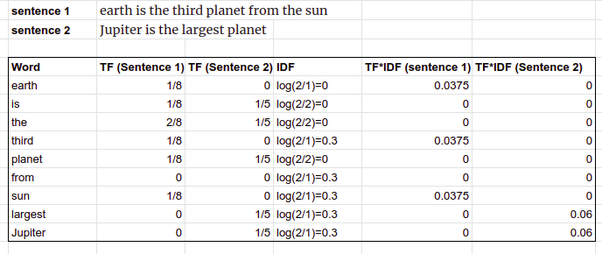 sentence 1 earth is the third planet from the sun
sentence 2 Jupiter is the largest planet
Word TF (Sentence 1) TF (Sentence 2) IDF TF*IDF (sentence 1) TF*IDF (Sentence 2)
earth 1/8 0 log(2/1)=0 0.0375 0
is 1/8 1/5 log(2/2)=0 0 0
the 2/8 1/5 log(2/2)=0 0 0
third 1/8 0 log(2/1)=0.3 0.0375 0
planet 1/8 1/5 log(2/2)=0 0 0
from 0 0 log(2/1)=0.3 0 0
sun 1/8 0 log(2/1)=0.3 0.0375 0
largest 0 1/5 log(2/1)=0.3 0 0.06
Jupiter 0 1/5 log(2/1)=0.3 0 0.06